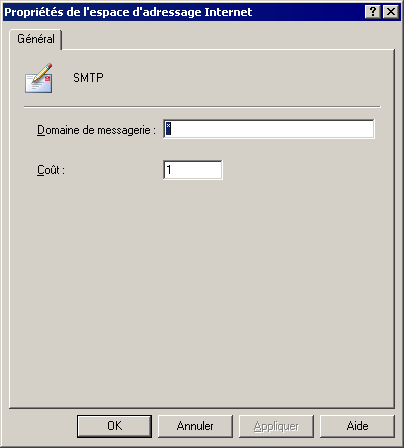 Propriétés de l'espace d'adressage Internet
Général
SMTP
Domaine de messagerie : *
Coût : 1
OK Annuler Appliquer Aide